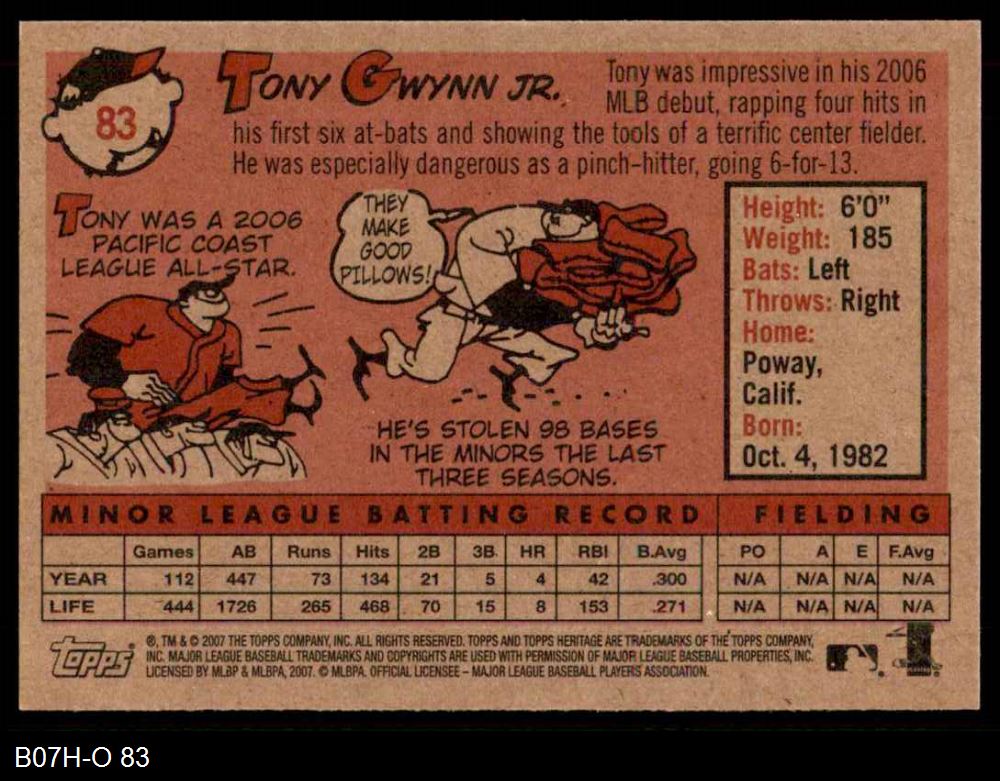 83
TONY GWYNN JR.
Tony was impressive in his 2006
MLB debut, rapping four hits in
his first six at-bats and showing the tools of a terrific center fielder.
He was especially dangerous as a pinch-hitter, going 6-for-13.
TONY WAS A 2006
PACIFIC COAST
LEAGUE ALL-STAR.
THEY
MAKE
GOOD
PILLOWS!
HE'S STOLEN 98 BASES
IN THE MINORS THE LAST
THREE SEASONS.
Height: 6'0"
Weight: 185
Bats: Left
Throws: Right
Home:
Poway,
Calif.
Born:
Oct. 4, 1982
MINOR LEAGUE BATTING RECORD FIELDING
Games AB Runs Hits 2B 3B HR RBI B.Avg PO A E F.Avg
YEAR 112 447 73 134 21 5 4 42 .300 N/A N/A N/A N/A
LIFE 444 1726 265 468 70 15 8 153 .271 N/A N/A N/A N/A
Topps
®, TM & © 2007 THE TOPPS COMPANY, INC. ALL RIGHTS RESERVED. TOPPS AND TOPPS HERITAGE ARE TRADEMARKS OF THE TOPPS COMPANY,
INC. MAJOR LEAGUE BASEBALL TRADEMARKS AND COPYRIGHTS ARE USED WITH PERMISSION OF MAJOR LEAGUE BASEBALL PROPERTIES, INC.
LICENSED BY MLBP & MLBPA, 2007. © MLBPA. OFFICIAL LICENSEE – MAJOR LEAGUE BASEBALL PLAYERS ASSOCIATION.
B07H-O 83